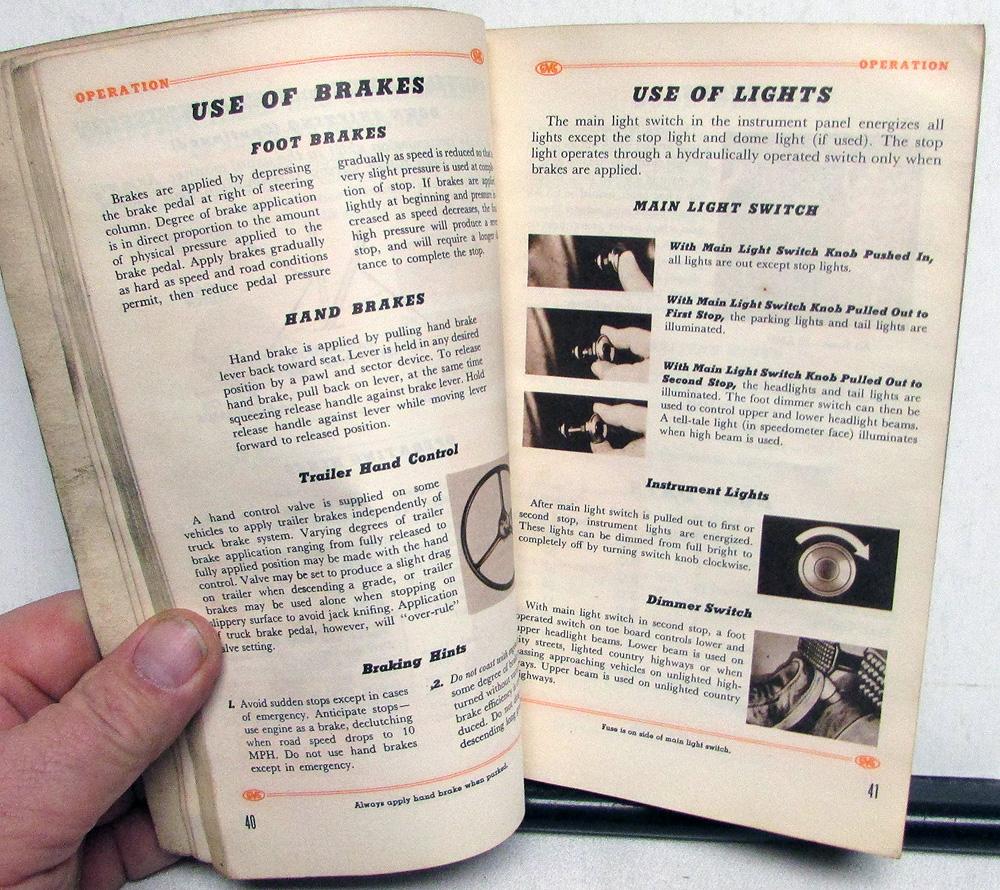 OPERATION
GMC
USE OF BRAKES
FOOT BRAKES
Brakes are applied by depressing
the brake pedal at right of steering
column. Degree of brake application
is in direct proportion to the amount
of physical pressure applied to the
brake pedal. Apply brakes gradually
as hard as speed and road conditions
permit, then reduce pedal pressure
gradually as speed is reduced so
very slight pressure is used at
tion of stop. If brakes are
lightly at beginning and pressure
creased as speed decreases, the
high pressure will produce a
stop, and will require a longer
tance to complete the stop.
HAND BRAKES
Hand brake is applied by pulling hand brake
lever back toward seat. Lever is held in any desired
position by a pawl and sector device. To release
hand brake, pull back on lever, at the same time
squeezing release handle against brake lever. Hold
release handle against lever while moving lever
forward to released position.
Trailer Hand Control
A hand control valve is supplied on some
vehicles to apply trailer brakes independently of
truck brake system. Varying degrees of trailer
brake application ranging from fully released to
fully applied position may be made with the hand
control. Valve may be set to produce a slight drag
on trailer when descending a grade, or trailer
brakes may be used alone when stopping on
slippery surface to avoid jack knifing. Application
truck brake pedal, however, will "over-rule"
setting.
Braking Hints
1. Avoid sudden stops except in cases
of emergency. Anticipate stops—
use engine as a brake, declutching
when road speed drops to 10
MPH. Do not use hand brakes
except in emergency.
2. Do not coast with
some degree of
turned without
brake efficiency
duced. Do
descending
GMC
Always apply hand brake when parked.
40
GMC
OPERATION
USE OF LIGHTS
The main light switch in the instrument panel energizes all
lights except the stop light and dome light (if used). The stop
light operates through a hydraulically operated switch only when
brakes are applied.
MAIN LIGHT SWITCH
With Main Light Switch Knob Pushed In,
all lights are out except stop lights.
With Main Light Switch Knob Pulled Out to
First Stop, the parking lights and tail lights are
illuminated.
With Main Light Switch Knob Pulled Out to
Second Stop, the headlights and tail lights are
illuminated. The foot dimmer switch can then be
used to control upper and lower headlight beams.
A tell-tale light (in speedometer face) illuminates
when high beam is used.
Instrument Lights
After main light switch is pulled out to first or
second stop, instrument lights are energized.
These lights can be dimmed from full bright to
completely off by turning switch knob clockwise.
Dimmer Switch
With main light switch in second stop, a foot
operated switch on toe board controls lower and
upper headlight beams. Lower beam is used on
city streets, lighted country highways or when
passing approaching vehicles on unlighted high-
ways. Upper beam is used on unlighted country
highways.
Fuse is on side of main light switch.
GMC
41